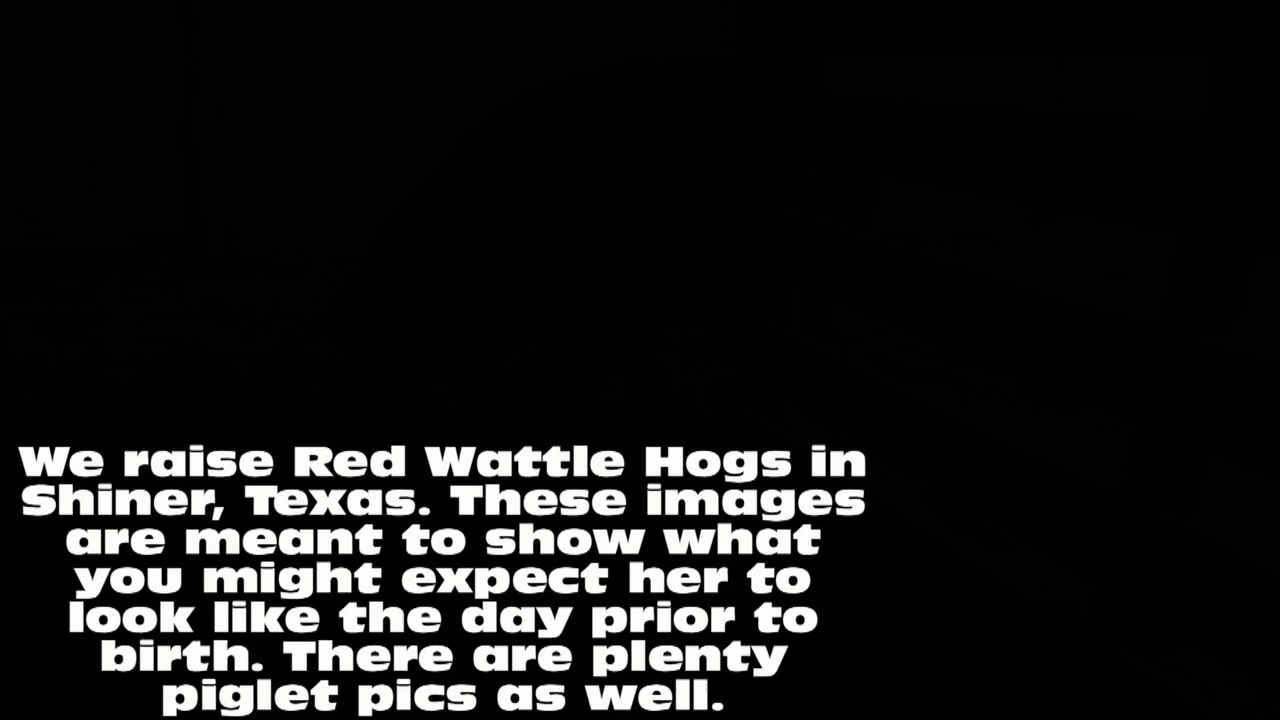 We raise Red Wattle Hogs in
Shiner, Texas. These images
are meant to show what
you might expect her to
look like the day prior to
birth. There are plenty
piglet pics as well.